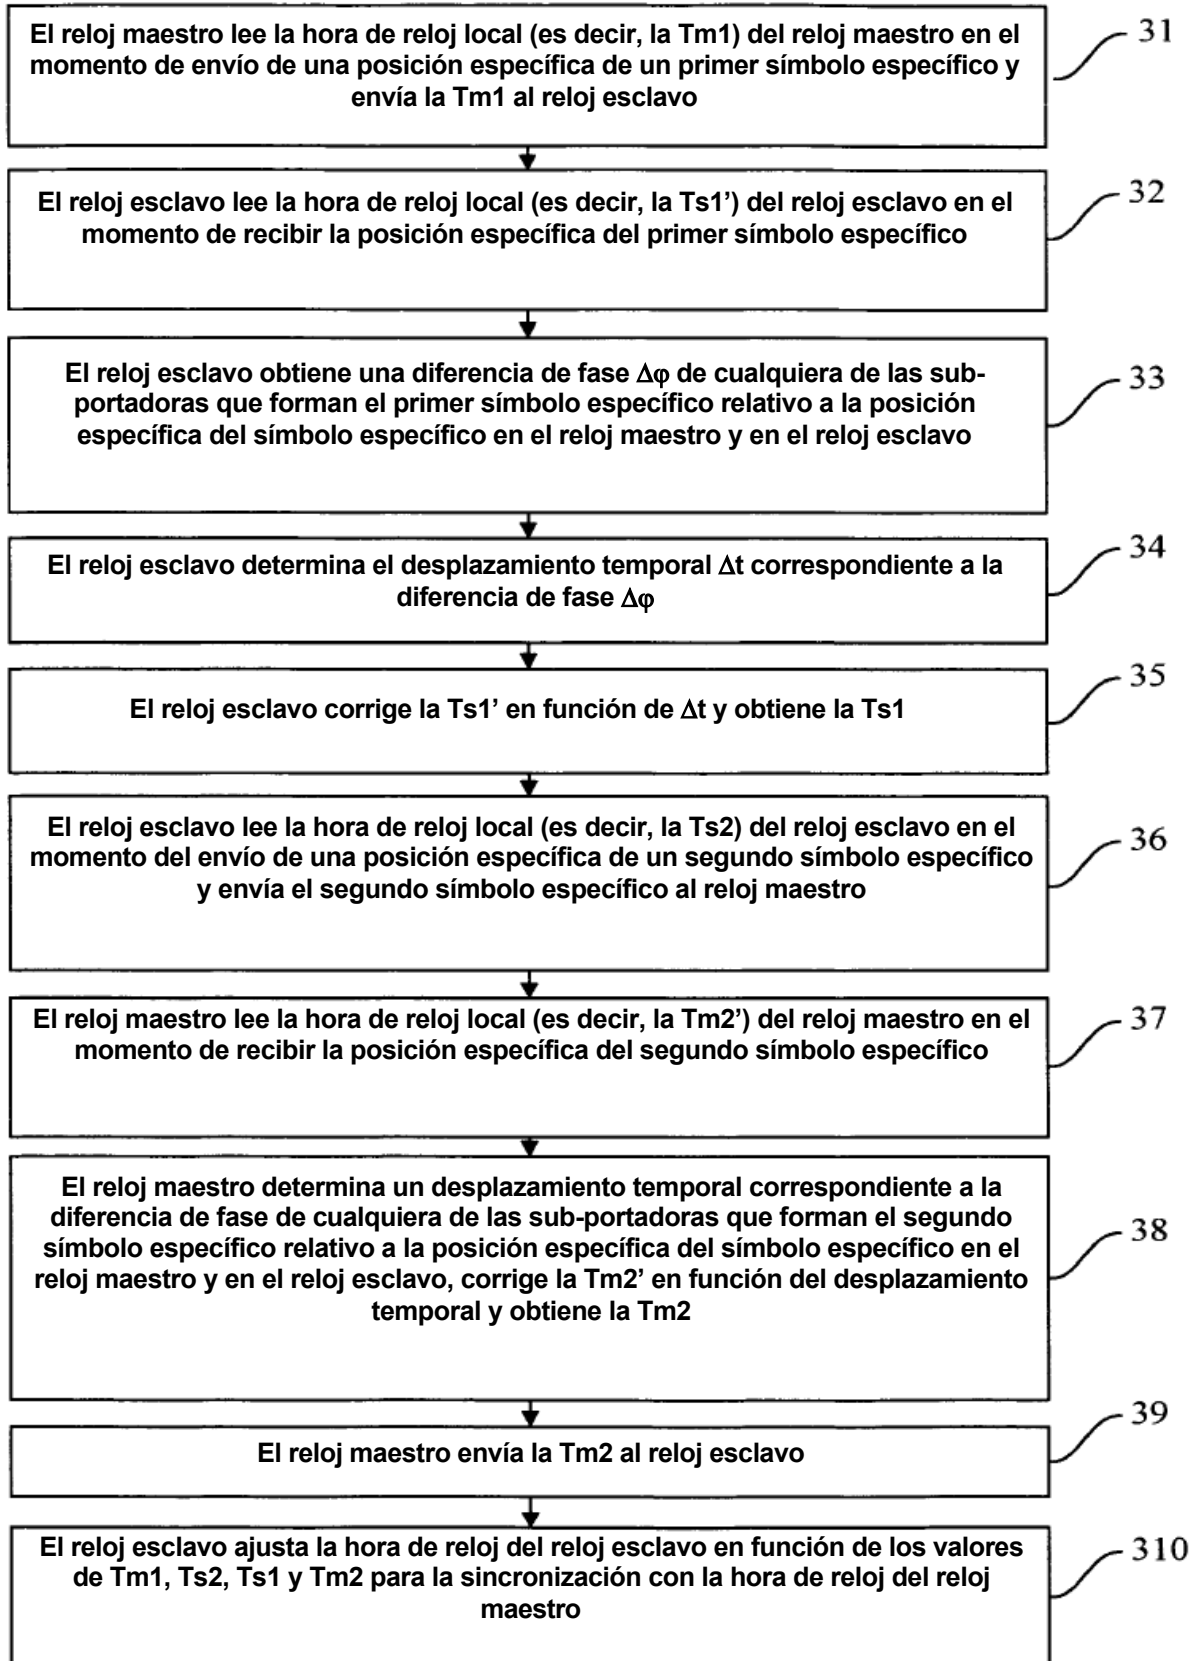 El reloj maestro lee la hora de reloj local (es decir, la Tm1) del reloj maestro en el
momento de envío de una posición específica de un primer símbolo específico y
envía la Tm1 al reloj esclavo
31
El reloj esclavo lee la hora de reloj local (es decir, la Ts1’) del reloj esclavo en el
momento de recibir la posición específica del primer símbolo específico
32
El reloj esclavo obtiene una diferencia de fase Δφ de cualquiera de las sub-
portadoras que forman el primer símbolo específico relativo a la posición
específica del símbolo específico en el reloj maestro y en el reloj esclavo
33
El reloj esclavo determina el desplazamiento temporal Δt correspondiente a la
diferencia de fase Δφ
34
El reloj esclavo corrige la Ts1’ en función de Δt y obtiene la Ts1
35
El reloj esclavo lee la hora de reloj local (es decir, la Ts2) del reloj esclavo en el
momento del envío de una posición específica de un segundo símbolo específico
y envía el segundo símbolo específico al reloj maestro
36
El reloj maestro lee la hora de reloj local (es decir, la Tm2’) del reloj maestro en el
momento de recibir la posición específica del segundo símbolo específico
37
El reloj maestro determina un desplazamiento temporal correspondiente a la
diferencia de fase de cualquiera de las sub-portadoras que forman el segundo
símbolo específico relativo a la posición específica del símbolo específico en el
reloj maestro y en el reloj esclavo, corrige la Tm2’ en función del desplazamiento
temporal y obtiene la Tm2
38
El reloj maestro envía la Tm2 al reloj esclavo
39
El reloj esclavo ajusta la hora de reloj del reloj esclavo en función de los valores
de Tm1, Ts2, Ts1 y Tm2 para la sincronización con la hora de reloj del reloj
maestro
310